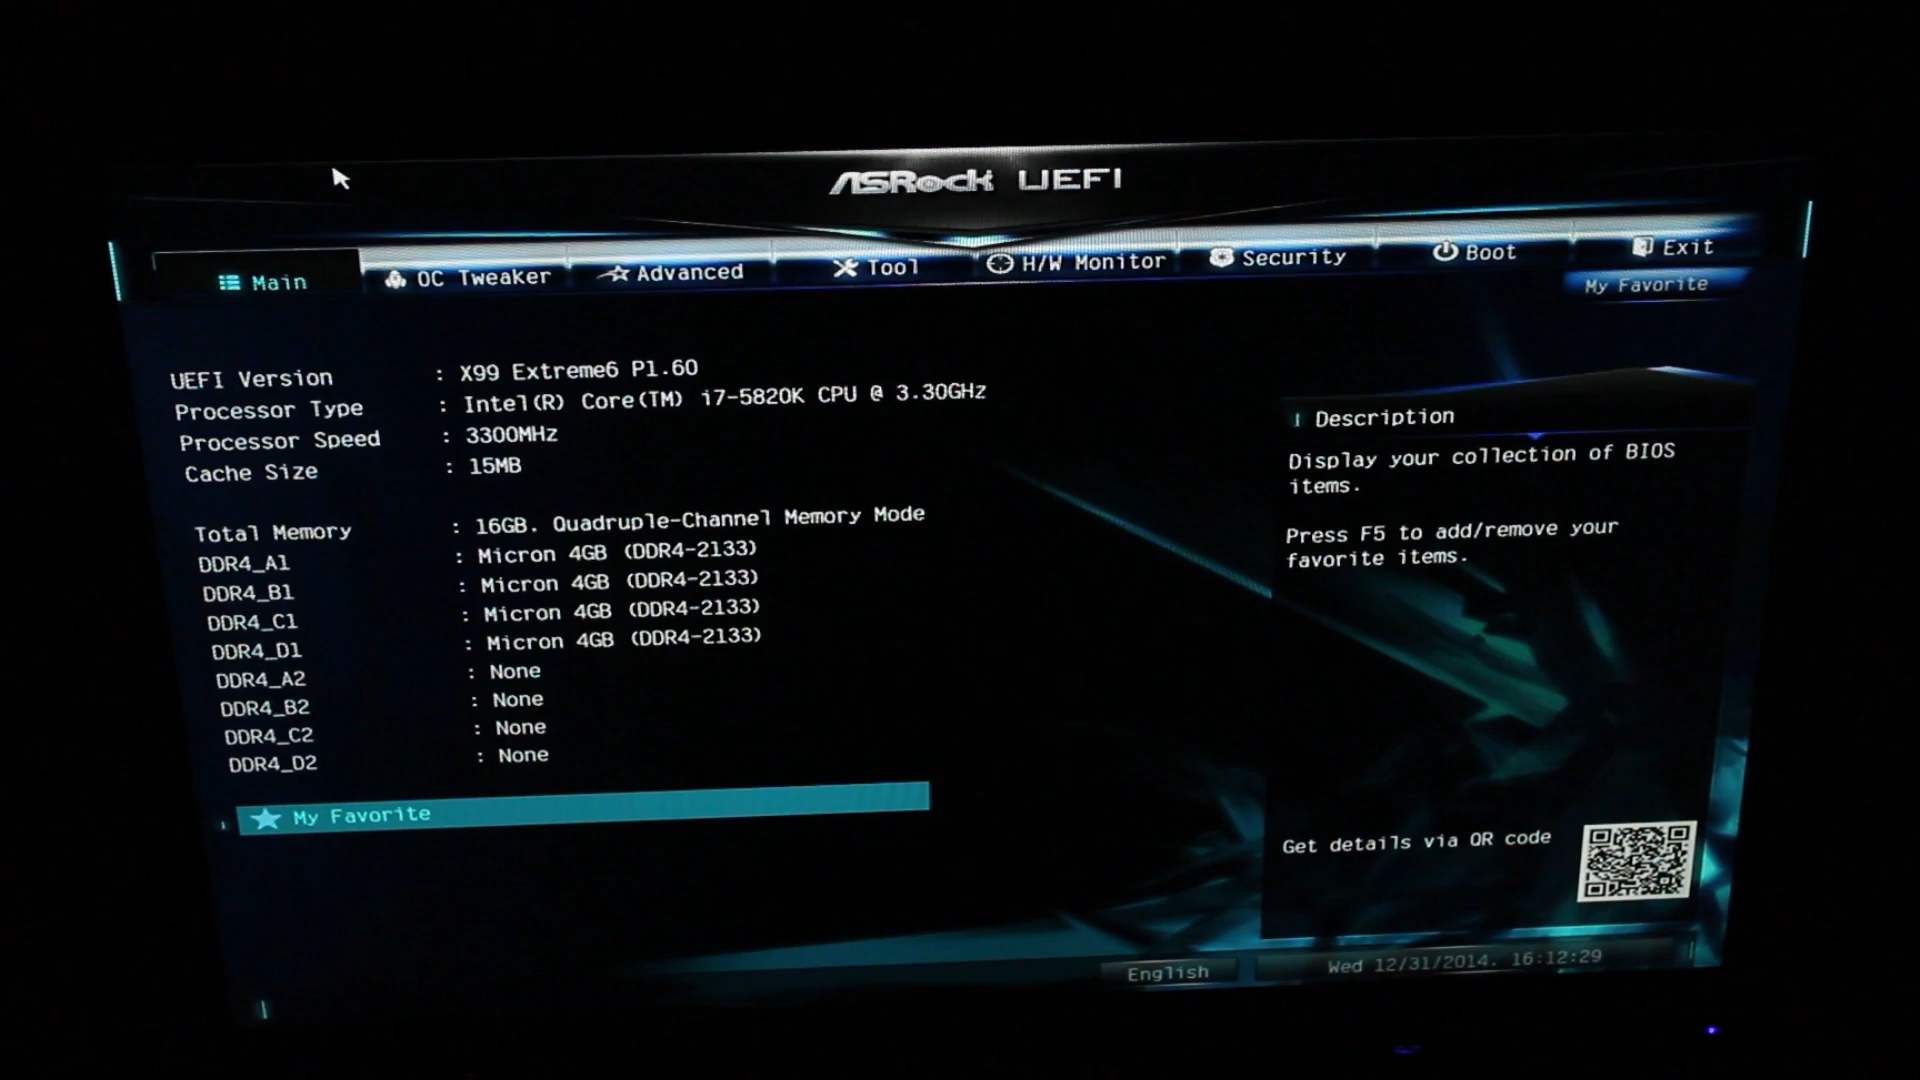 ASRock UEFI
Main OC Tweaker Advanced Tool H/W Monitor Security Boot Exit
My Favorite
UEFI Version : X99 Extreme6 P1.60
Processor Type : Intel(R) Core(TM) i7-5820K CPU @ 3.30GHz
Processor Speed : 3300MHz
Cache Size : 15MB
Total Memory : 16GB. Quadruple-Channel Memory Mode
DDR4_A1 : Micron 4GB (DDR4-2133)
DDR4_B1 : Micron 4GB (DDR4-2133)
DDR4_C1 : Micron 4GB (DDR4-2133)
DDR4_D1 : Micron 4GB (DDR4-2133)
DDR4_A2 : None
DDR4_B2 : None
DDR4_C2 : None
DDR4_D2 : None
My Favorite
Description
Display your collection of BIOS
items.
Press F5 to add/remove your
favorite items.
Get details via QR code
English
Wed 12/31/2014. 16:12:29